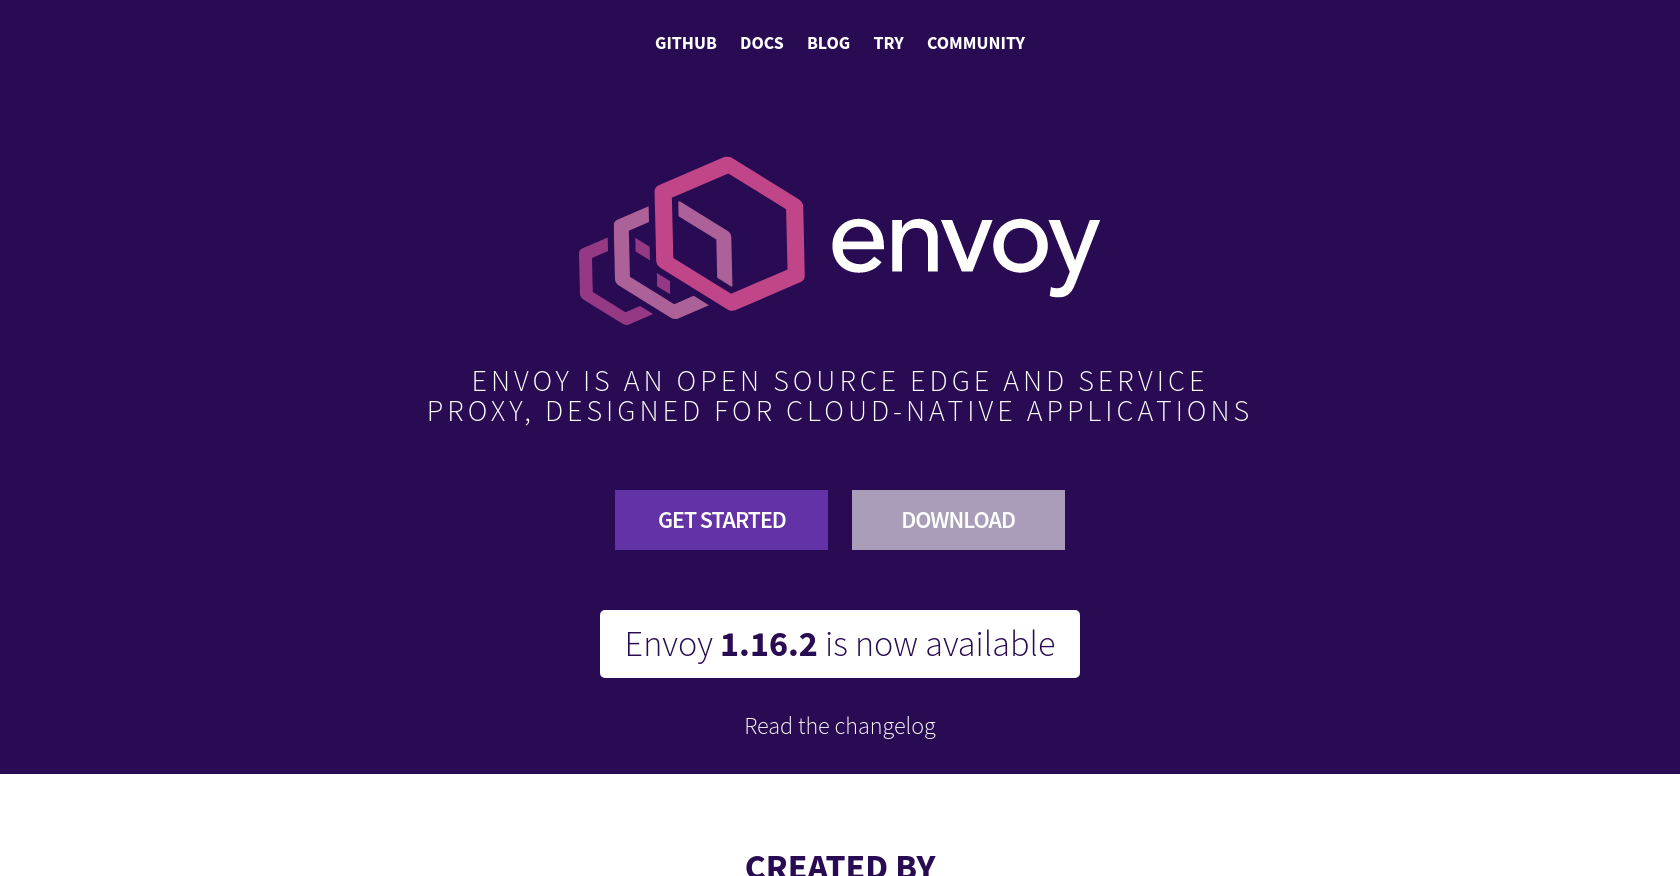 GITHUB DOCS BLOG TRY COMMUNITY
envoy
ENVOY IS AN OPEN SOURCE EDGE AND SERVICE
PROXY, DESIGNED FOR CLOUD-NATIVE APPLICATIONS
GET STARTED DOWNLOAD
Envoy 1.16.2 is now available
Read the changelog
CREATED BY